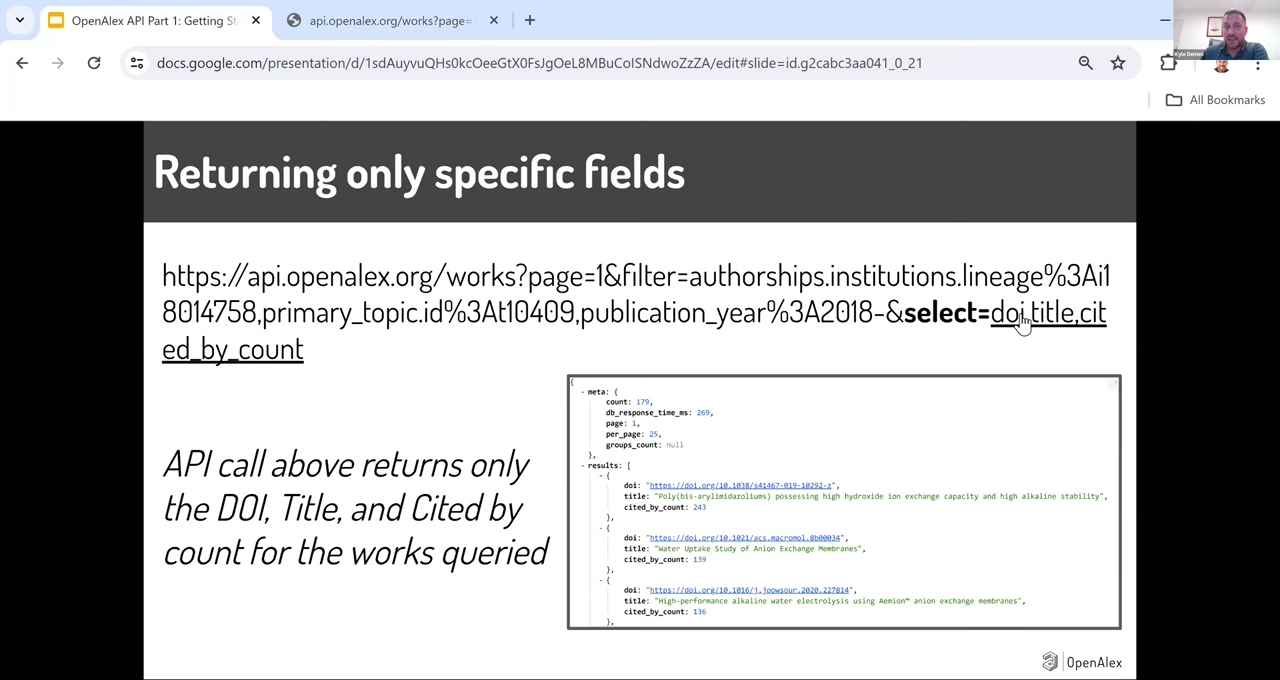 OpenAlex API Part 1: Getting St
api.openalex.org/works?page=
Kyle Demes
docs.google.com/presentation/d/1sdAuyvuQHs0kcvcGtX0FsJgOeL8MBuCoISNdwoZzZA/edit#slide=id.g2cabc3aa041_0_21
All Bookmarks
Returning only specific fields
https://api.openalex.org/works?page=1&filter=authorships.institutions.lineage%3Ai1
8014758,primary_topic.id%3At10409,publication_year%3A2018-&select=doi,title,cit
ed_by_count
API call above returns only
the DOI, Title, and Cited by
count for the works queried
{
- meta: {
count: 179,
db_response_time_ms: 269,
page: 1,
per_page: 25,
groups_count: null
},
- results: [
- {
doi: "https://doi.org/10.1038/s41467-019-10292-z",
title: "Poly(bis-arylimidazoliums) possessing high hydroxide ion exchange capacity and high alkaline stability",
cited_by_count: 243
},
- {
doi: "https://doi.org/10.1021/acs.macromol.8b00034",
title: "Water Uptake Study of Anion Exchange Membranes",
cited_by_count: 139
},
- {
doi: "https://doi.org/10.1016/j.jpowsour.2020.227814",
title: "High-performance alkaline water electrolysis using Aemion™ anion exchange membranes",
cited_by_count: 136
},
OpenAlex